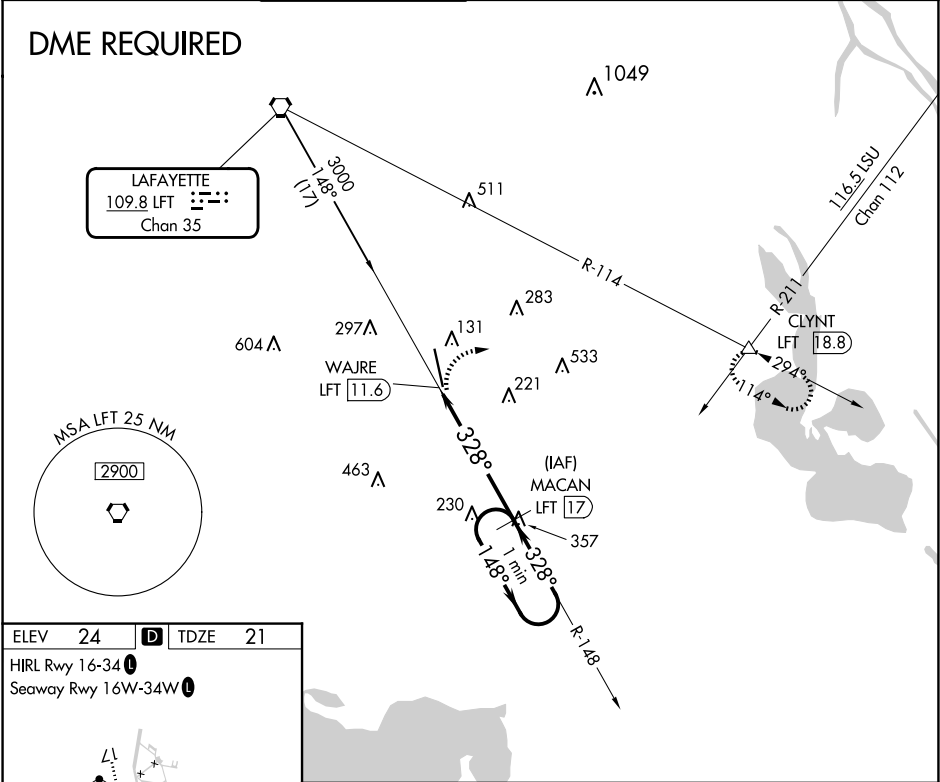 DME REQUIRED
1049
LAFAYETTE
109.8 LFT
Chan 35
3000
148°
(17)
511
116.5 LSU
Chan 112
R-114
R-211
CLYNT
LFT 18.8
294°
114°
604
297
131
283
533
221
WAJRE
LFT 11.6
328°
MSA LFT 25 NM
2900
463
230
(IAF)
MACAN
LFT 17
357
1 min
148°
328°
R-148
ELEV 24 D TDZE 21
HIRL Rwy 16-34 L
Seaway Rwy 16W-34W L
17